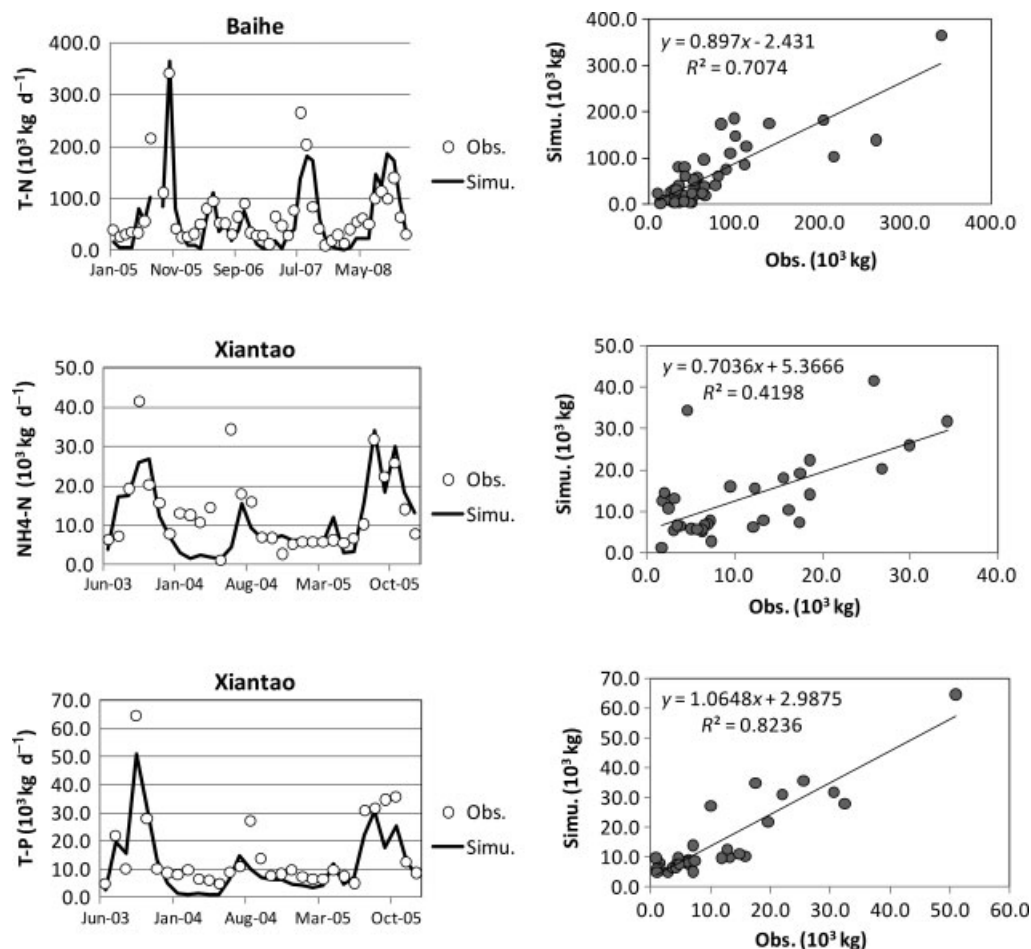 Baihe
T-N (10³ kg d⁻¹)
400.0
300.0
200.0
100.0
0.0
Jan-05 Nov-05 Sep-06 Jul-07 May-08
Obs.
Simu.
y = 0.897x - 2.431
R² = 0.7074
Simu. (10³ kg)
400.0
300.0
200.0
100.0
0.0
0.0 100.0 200.0 300.0 400.0
Obs. (10³ kg)
Xiantao
NH4-N (10³ kg d⁻¹)
50.0
40.0
30.0
20.0
10.0
0.0
Jun-03 Jan-04 Aug-04 Mar-05 Oct-05
Obs.
Simu.
y = 0.7036x + 5.3666
R² = 0.4198
Simu. (10³ kg)
50.0
40.0
30.0
20.0
10.0
0.0
0.0 10.0 20.0 30.0 40.0
Obs. (10³ kg)
Xiantao
T-P (10³ kg d⁻¹)
70.0
60.0
50.0
40.0
30.0
20.0
10.0
0.0
Jun-03 Jan-04 Aug-04 Mar-05 Oct-05
Obs.
Simu.
y = 1.0648x + 2.9875
R² = 0.8236
Simu. (10³ kg)
70.0
60.0
50.0
40.0
30.0
20.0
10.0
0.0
0.0 10.0 20.0 30.0 40.0 50.0 60.0
Obs. (10³ kg)